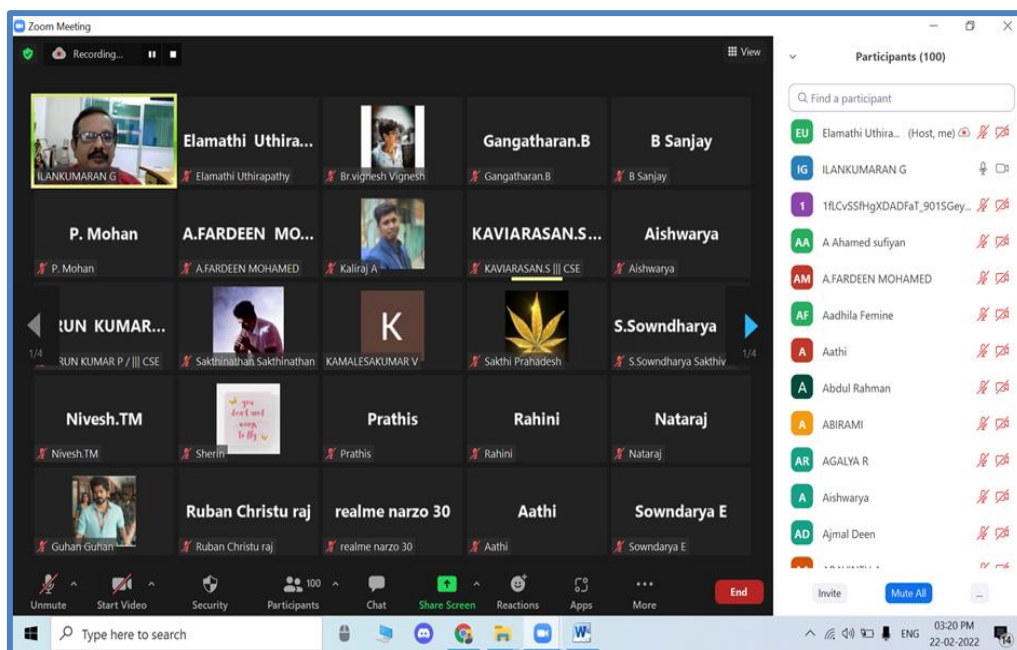 Zoom Meeting
Recording...
View
ILANKUMARAN G
Elamathi Uthira...
Elamathi Uthirapathy
Br.vignesh Vignesh
Gangatharan.B
Gangatharan.B
B Sanjay
B Sanjay
P. Mohan
P. Mohan
A.FARDEEN MO...
A.FARDEEN MOHAMED
Kaliraj A
KAVIARASAN.S...
KAVIARASAN.S ||| CSE
Aishwarya
Aishwarya
1/4
RUN KUMAR...
RUN KUMAR P / ||| CSE
Sakthinathan Sakthinathan
K
KAMALESAKUMAR V
Sakthi Prahadesh
S.Sowndharya
S.Sowndharya Sakthiv
1/4
Nivesh.TM
Nivesh.TM
you
don't need
wings
to fly
Sherin
Prathis
Prathis
Rahini
Rahini
Nataraj
Nataraj
Guhan Guhan
Ruban Christu raj
Ruban Christu raj
realme narzo 30
realme narzo 30
Aathi
Aathi
Sowndarya E
Sowndarya E
Unmute
Start Video
Security
100
Participants
Chat
Share Screen
Reactions
Apps
More
End
Participants (100)
Find a participant
EU Elamathi Uthira... (Host, me)
IG ILANKUMARAN G
1 1fLCvSSfHgXDADFaT_901SGey...
AA A Ahamed sufiyan
AM A.FARDEEN MOHAMED
AF Aadhila Femine
A Aathi
A Abdul Rahman
A ABIRAMI
AR AGALYA R
A Aishwarya
AD Ajmal Deen
Invite
Mute All
...
Type here to search
W
ENG
03:20 PM
22-02-2022
14